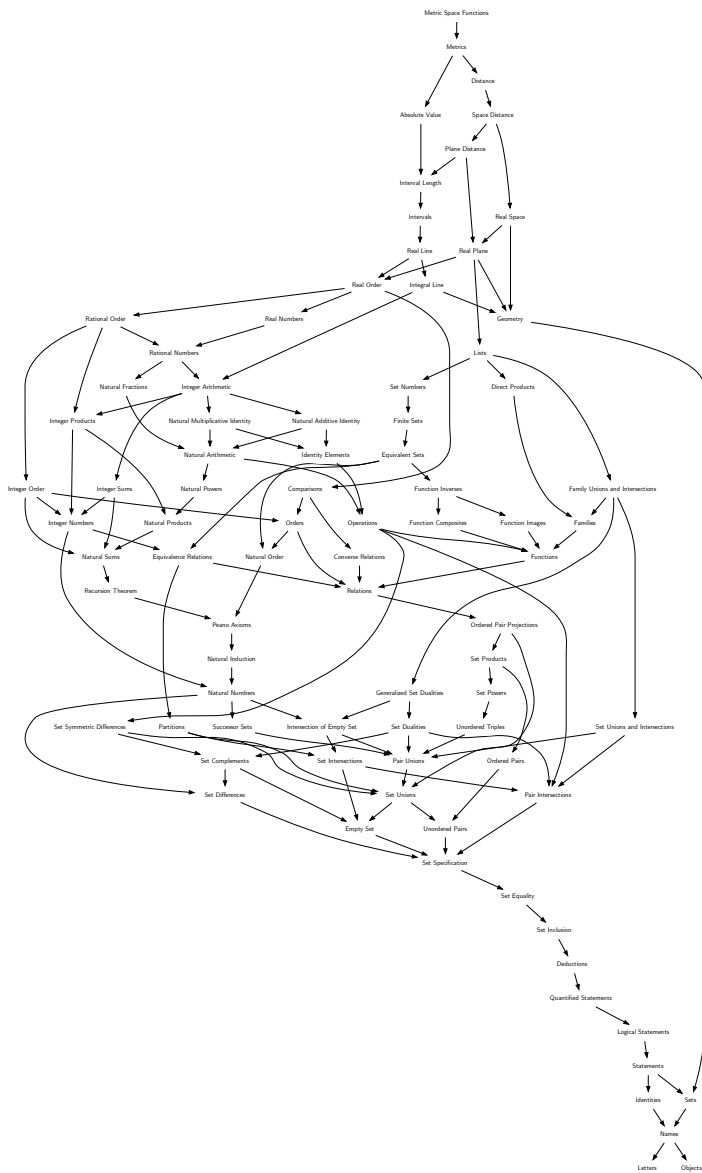 Metric Space Functions
Metrics
Distance
Absolute Value
Space Distance
Plane Distance
Interval Length
Intervals
Real Space
Real Line
Real Plane
Real Order
Integral Line
Rational Order
Real Numbers
Geometry
Rational Numbers
Lists
Natural Fractions
Integer Arithmetic
Set Numbers
Direct Products
Integer Products
Natural Multiplicative Identity
Natural Additive Identity
Finite Sets
Natural Arithmetic
Identity Elements
Equivalent Sets
Integer Order
Integer Sums
Natural Powers
Comparisons
Function Inverses
Family Unions and Intersections
Integer Numbers
Natural Products
Orders
Operations
Function Composites
Function Images
Families
Natural Sums
Equivalence Relations
Natural Order
Converse Relations
Functions
Recursion Theorem
Relations
Peano Axioms
Ordered Pair Projections
Natural Induction
Set Products
Natural Numbers
Generalized Set Dualities
Set Powers
Set Symmetric Differences
Partitions
Successor Sets
Intersection of Empty Set
Set Dualities
Unordered Triples
Set Unions and Intersections
Set Complements
Set Intersections
Pair Unions
Ordered Pairs
Set Differences
Set Unions
Pair Intersections
Empty Set
Unordered Pairs
Set Specification
Set Equality
Set Inclusion
Deductions
Quantified Statements
Logical Statements
Statements
Identities
Sets
Names
Letters
Objects